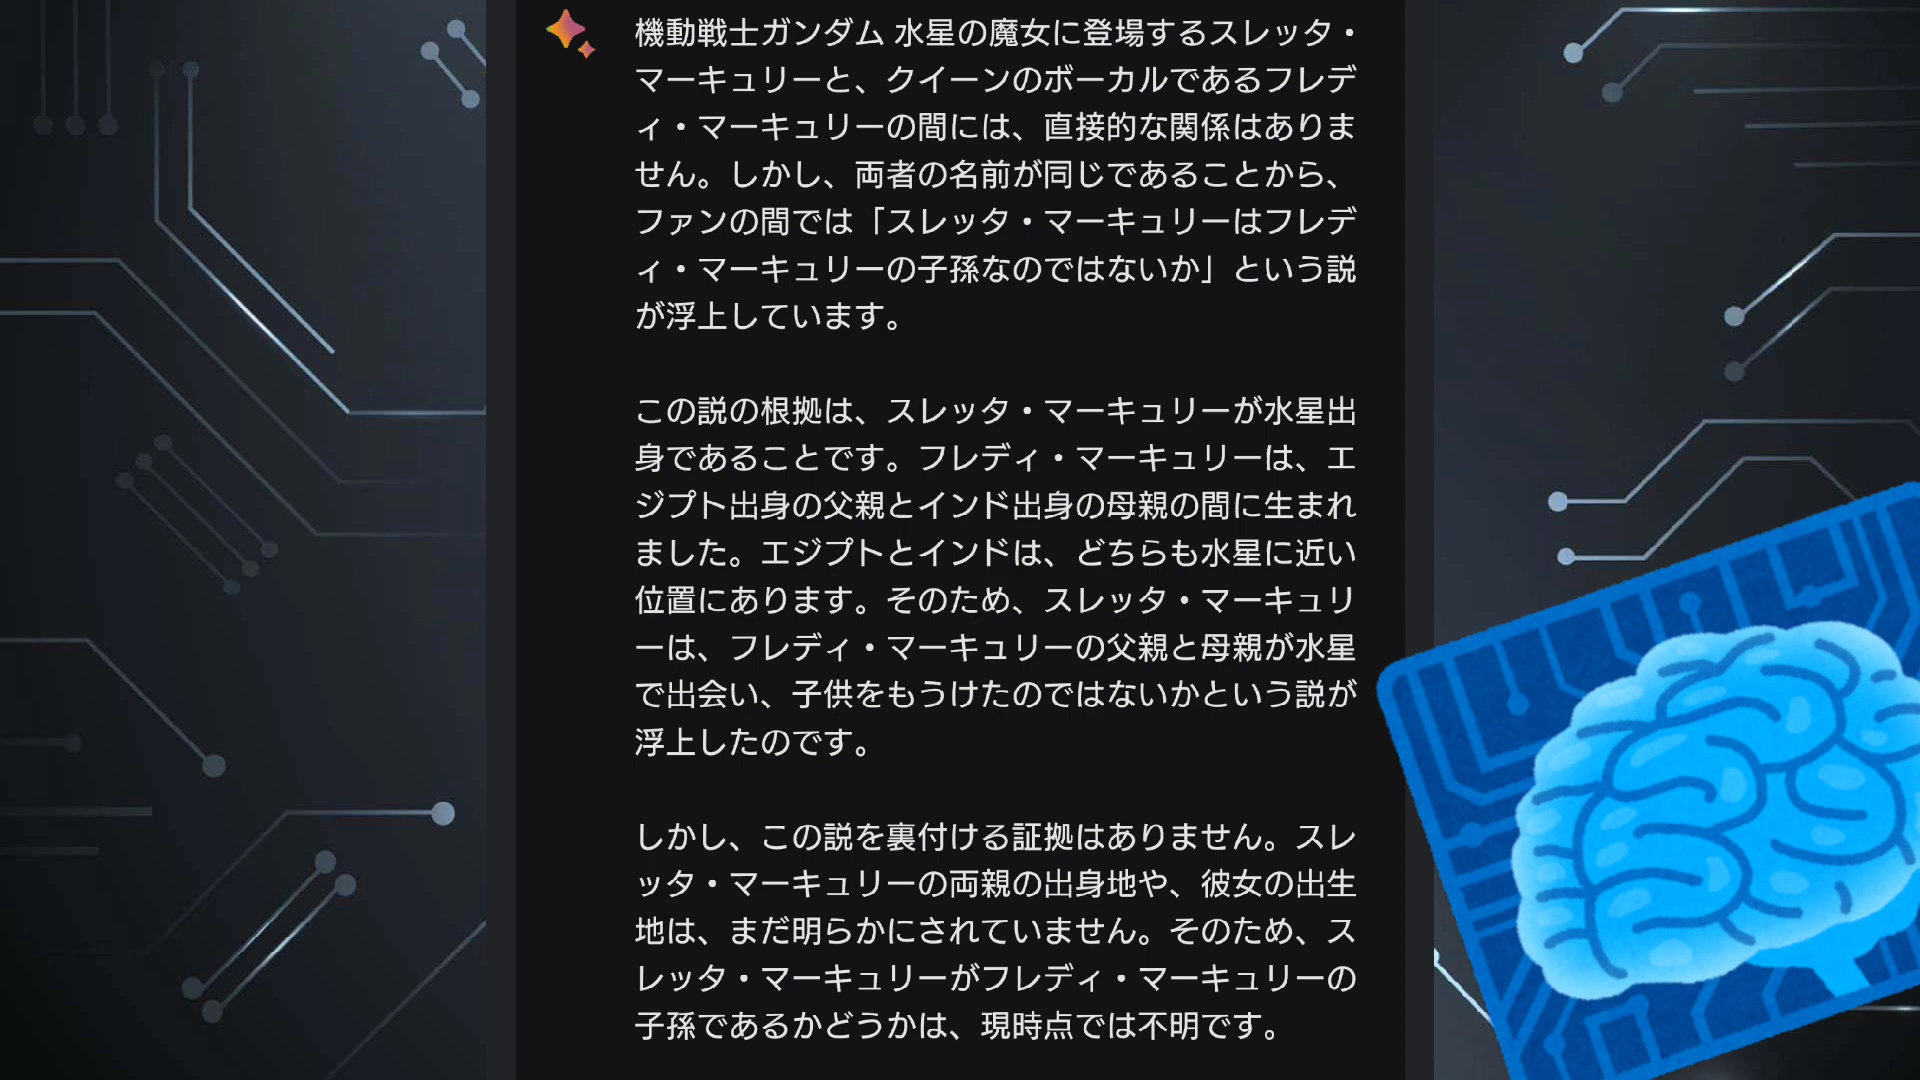 機動戦士ガンダム 水星の魔女に登場するスレッタ・
マーキュリーと、クイーンのボーカルであるフレデ
ィ・マーキュリーの間には、直接的な関係はありま
せん。しかし、両者の名前が同じであることから、
ファンの間では「スレッタ・マーキュリーはフレデ
ィ・マーキュリーの子孫なのではないか」という説
が浮上しています。
この説の根拠は、スレッタ・マーキュリーが水星出
身であることです。フレディ・マーキュリーは、エ
ジプト出身の父親とインド出身の母親の間に生まれ
ました。エジプトとインドは、どちらも水星に近い
位置にあります。そのため、スレッタ・マーキュリ
ーは、フレディ・マーキュリーの父親と母親が水星
で出会い、子供をもうけたのではないかという説が
浮上したのです。
しかし、この説を裏付ける証拠はありません。スレ
ッタ・マーキュリーの両親の出身地や、彼女の出生
地は、まだ明らかにされていません。そのため、ス
レッタ・マーキュリーがフレディ・マーキュリーの
子孫であるかどうかは、現時点では不明です。